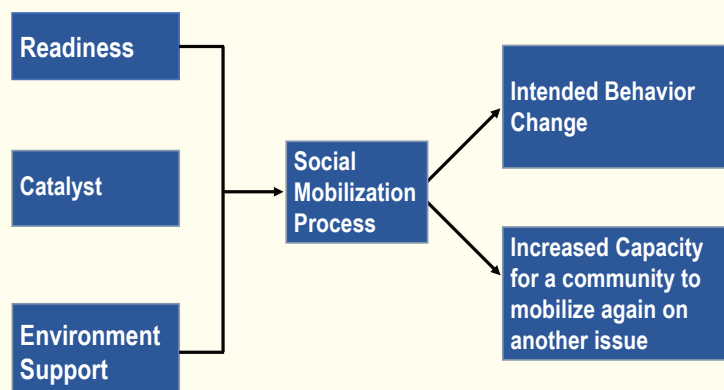 Readiness
Catalyst
Environment
Support
Social
Mobilization
Process
Intended Behavior
Change
Increased Capacity
for a community to
mobilize again on
another issue